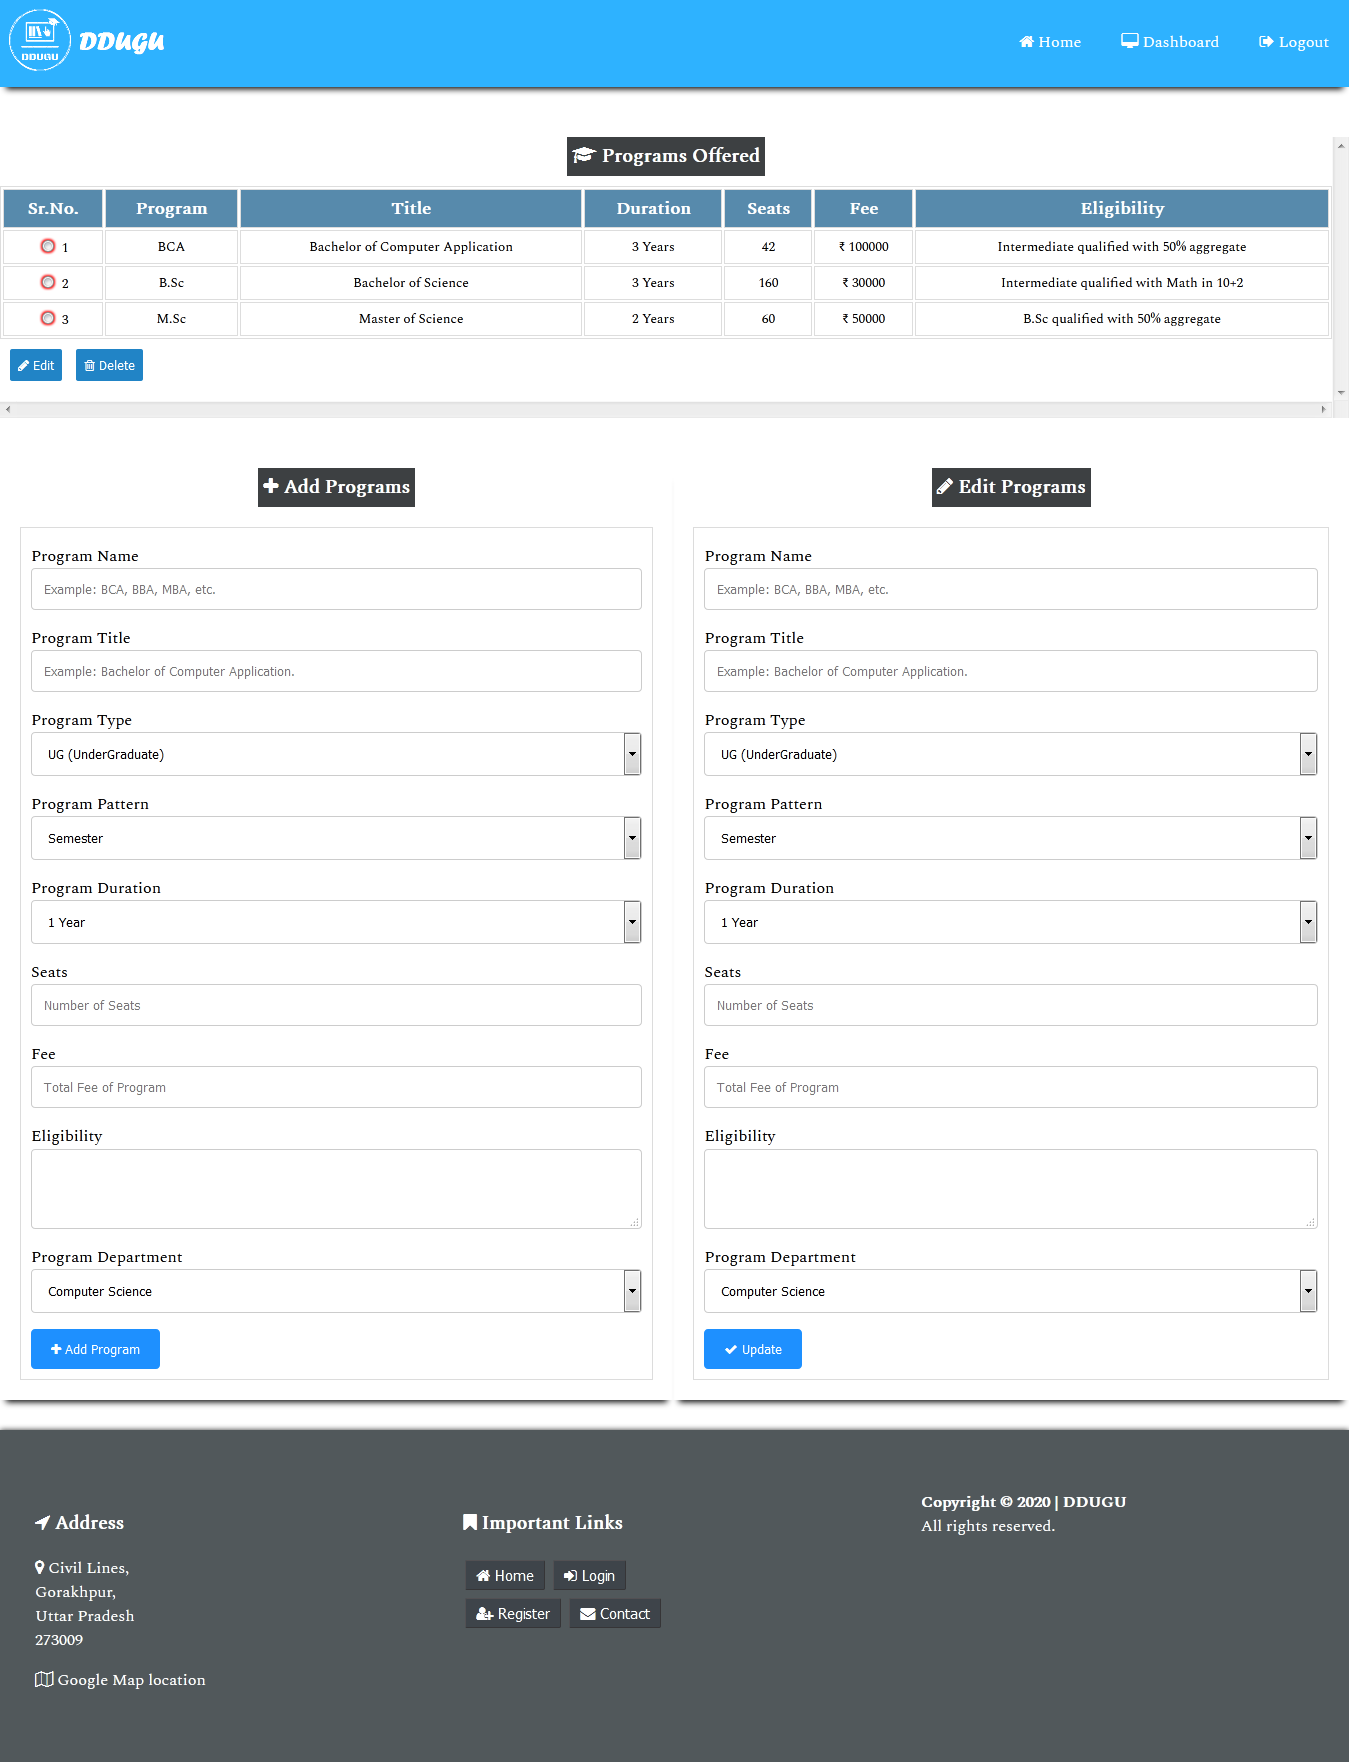 DDUGU DDUGU Home Dashboard Logout
Programs Offered
Sr.No. Program Title Duration Seats Fee Eligibility
1 BCA Bachelor of Computer Application 3 Years 42 ₹ 100000 Intermediate qualified with 50% aggregate
2 B.Sc Bachelor of Science 3 Years 160 ₹ 30000 Intermediate qualified with Math in 10+2
3 M.Sc Master of Science 2 Years 60 ₹ 50000 B.Sc qualified with 50% aggregate
Edit Delete
Add Programs
Program Name
Example: BCA, BBA, MBA, etc.
Program Title
Example: Bachelor of Computer Application.
Program Type
UG (UnderGraduate)
Program Pattern
Semester
Program Duration
1 Year
Seats
Number of Seats
Fee
Total Fee of Program
Eligibility
Program Department
Computer Science
Add Program
Edit Programs
Program Name
Example: BCA, BBA, MBA, etc.
Program Title
Example: Bachelor of Computer Application.
Program Type
UG (UnderGraduate)
Program Pattern
Semester
Program Duration
1 Year
Seats
Number of Seats
Fee
Total Fee of Program
Eligibility
Program Department
Computer Science
Update
Address
Civil Lines,
Gorakhpur,
Uttar Pradesh
273009
Google Map location
Important Links
Home Login
Register Contact
Copyright © 2020 | DDUGU
All rights reserved.